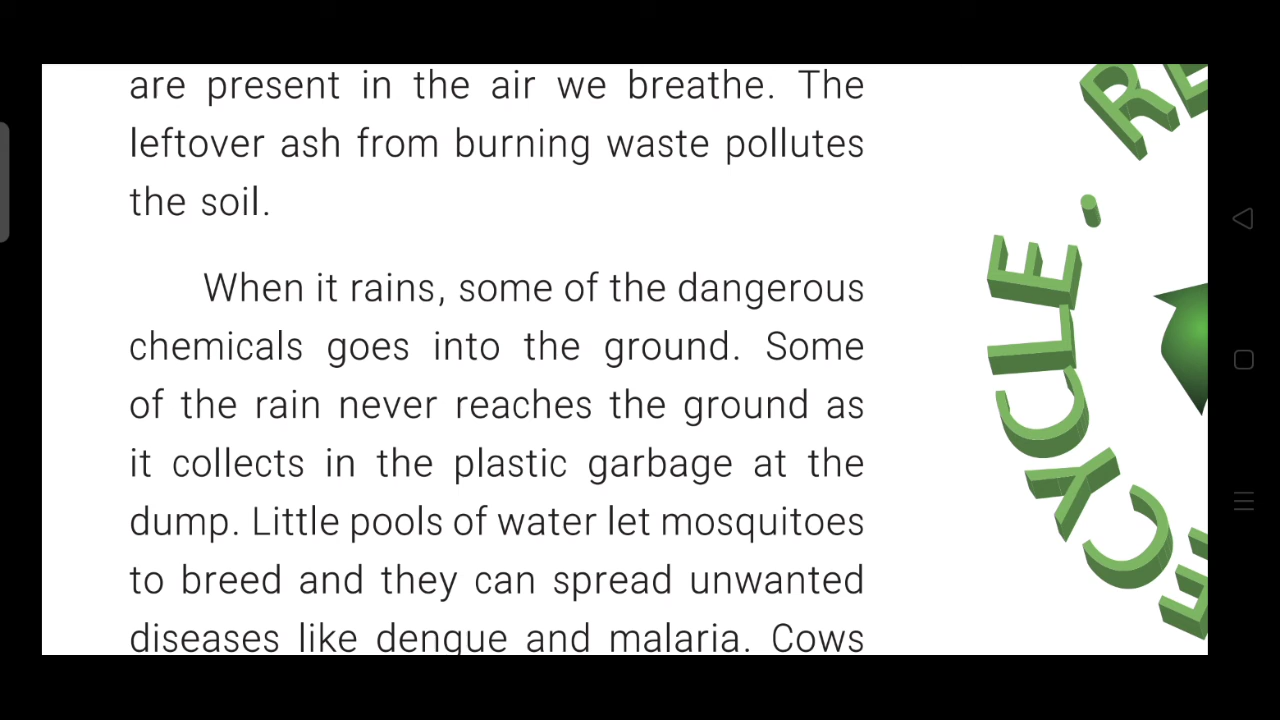 are present in the air we breathe. The
leftover ash from burning waste pollutes
the soil.
When it rains, some of the dangerous
chemicals goes into the ground. Some
of the rain never reaches the ground as
it collects in the plastic garbage at the
dump. Little pools of water let mosquitoes
to breed and they can spread unwanted
diseases like dengue and malaria. Cows
RECYCLE . RE